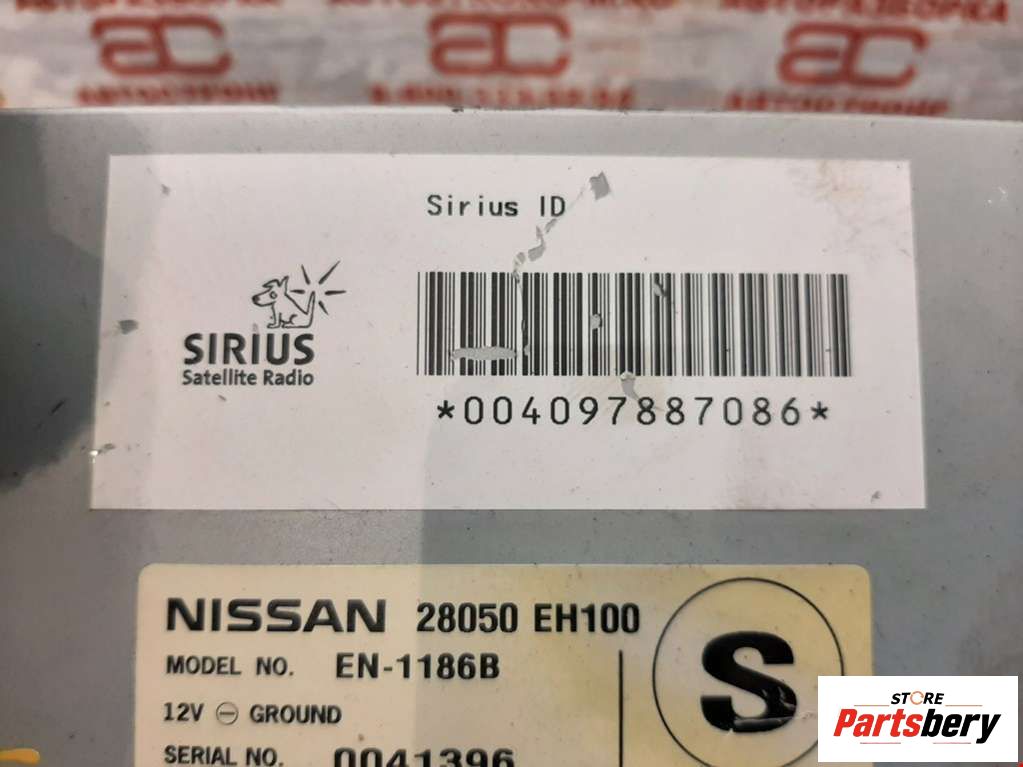 АВТОРАЗБОРКА
Sirius ID
SIRIUS
Satellite Radio
*004097887086*
NISSAN 28050 EH100
MODEL NO. EN-1186B
12V ⊖ GROUND
SERIAL NO. 0041396
S
STORE
Partsbery